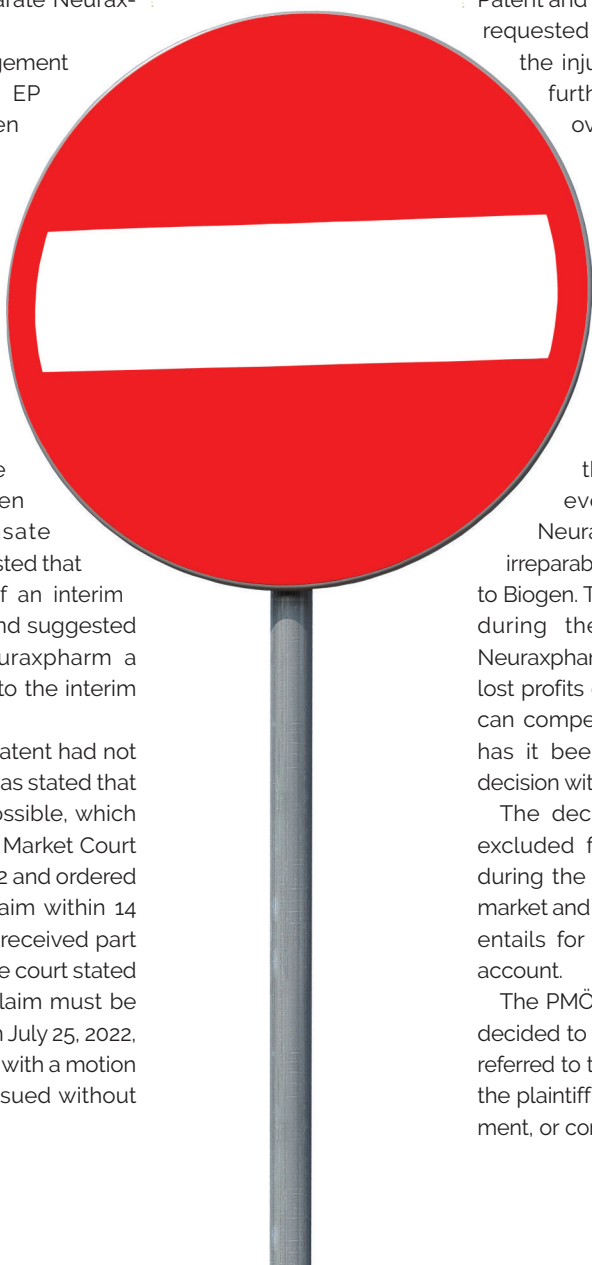 arate Neurax-
gement
EP
en
e
en
sate
sted that
f an interim
nd suggested
uraxpharm a
to the interim
atent had not
as stated that
ossible, which
Market Court
2 and ordered
aim within 14
received part
e court stated
laim must be
n July 25, 2022,
with a motion
sued without
Patent and
requested
the inju
furth
ov
th
eve
Neura
irreparab
to Biogen. T
during the
Neuraxphar
lost profits
can compe
has it bee
decision wit
The dec
excluded f
during the
market and
entails for
account.
The PMÖ
decided to
referred to t
the plaintiff
ment, or co